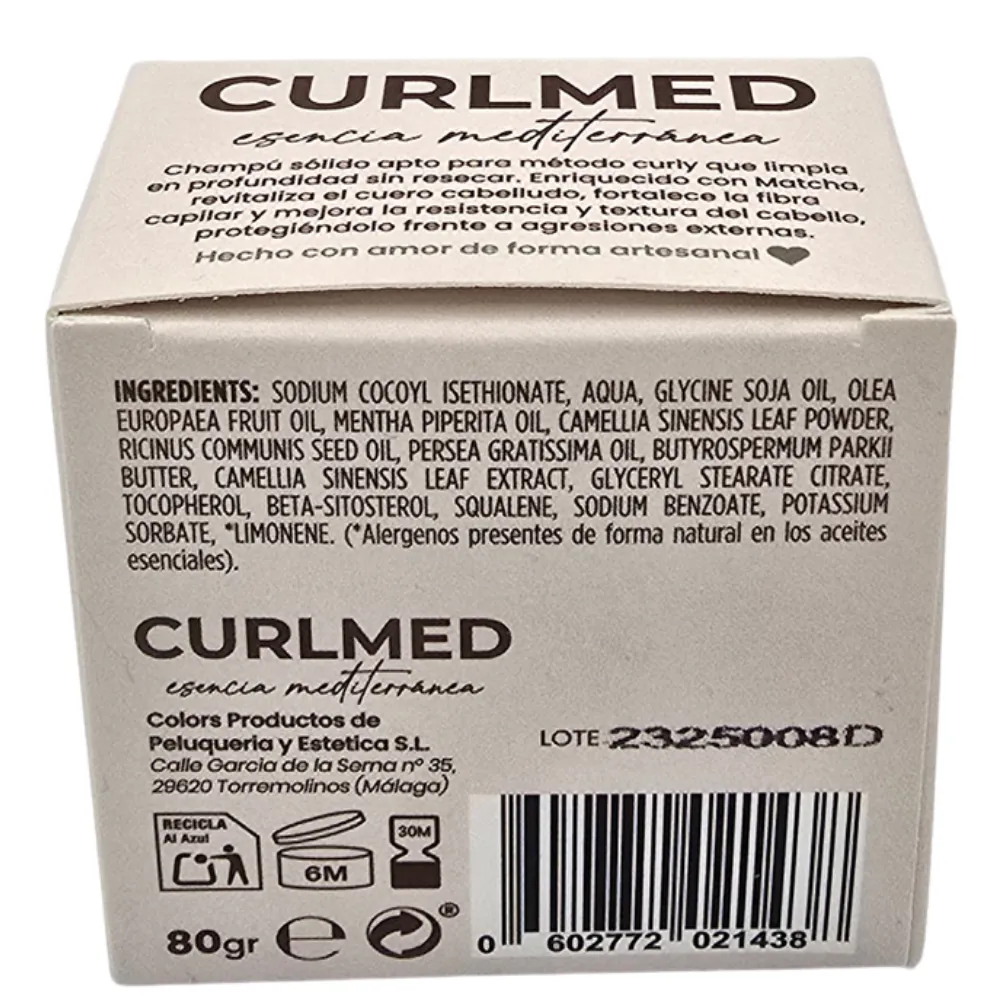 CURLMED
esencia mediterránea
Champú sólido apto para método curly que limpia
en profundidad sin resecar. Enriquecido con Matcha,
revitaliza el cuero cabelludo, fortalece la fibra
capilar y mejora la resistencia y textura del cabello,
protegiéndolo frente a agresiones externas.
Hecho con amor de forma artesanal
INGREDIENTS: SODIUM COCOYL ISETHIONATE, AQUA, GLYCINE SOJA OIL, OLEA
EUROPAEA FRUIT OIL, MENTHA PIPERITA OIL, CAMELLIA SINENSIS LEAF POWDER,
RICINUS COMMUNIS SEED OIL, PERSEA GRATISSIMA OIL, BUTYROSPERMUM PARKII
BUTTER, CAMELLIA SINENSIS LEAF EXTRACT, GLYCERYL STEARATE CITRATE,
TOCOPHEROL, BETA-SITOSTEROL, SQUALENE, SODIUM BENZOATE, POTASSIUM
SORBATE, *LIMONENE. (*Alergenos presentes de forma natural en los aceites
esenciales).
CURLMED
esencia mediterránea
Colors Productos de
Peluqueria y Estetica S.L.
Calle Garcia de la Serna nº 35,
29620 Torremolinos (Málaga)
LOTE 2325008D
RECICLA
Al Azul
6M
30M
80gr
®
0 602772 021438